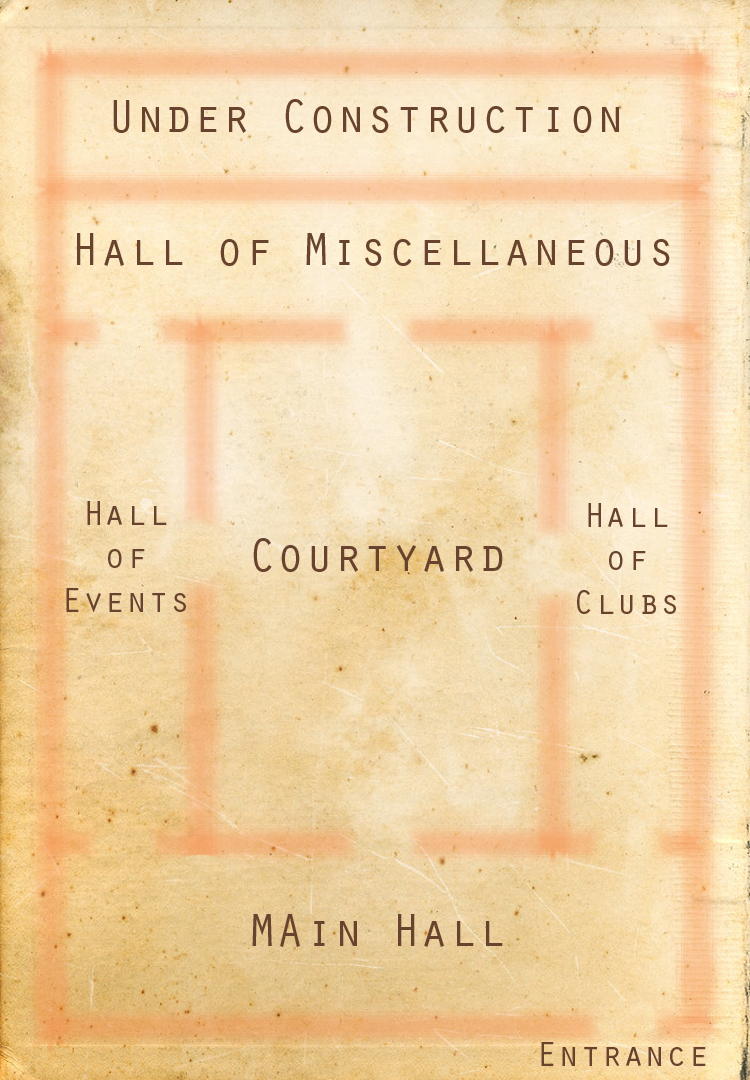 Under Construction
Hall of Miscellaneous
Hall
of
Events
Courtyard
Hall
of
Clubs
MAin Hall
Entrance